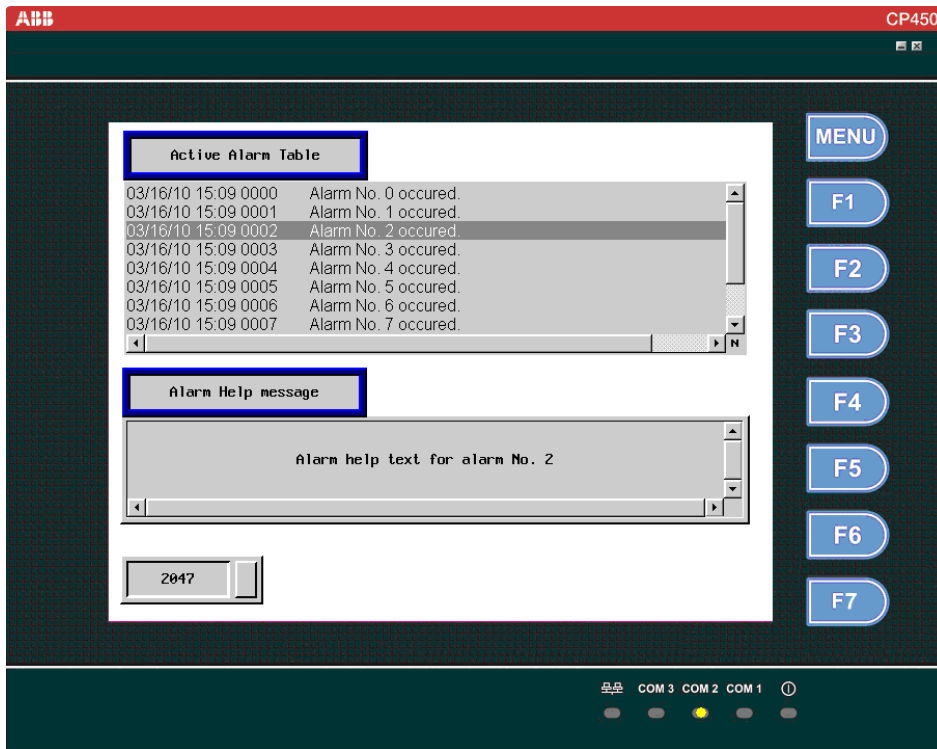 ABB
CP450
MENU
Active Alarm Table
03/16/10 15:09 0000 Alarm No. 0 occured.
03/16/10 15:09 0001 Alarm No. 1 occured.
03/16/10 15:09 0002 Alarm No. 2 occured.
03/16/10 15:09 0003 Alarm No. 3 occured.
03/16/10 15:09 0004 Alarm No. 4 occured.
03/16/10 15:09 0005 Alarm No. 5 occured.
03/16/10 15:09 0006 Alarm No. 6 occured.
03/16/10 15:09 0007 Alarm No. 7 occured.
N
F1
F2
F3
Alarm Help message
F4
Alarm help text for alarm No. 2
F5
F6
2047
F7
COM 3 COM 2 COM 1